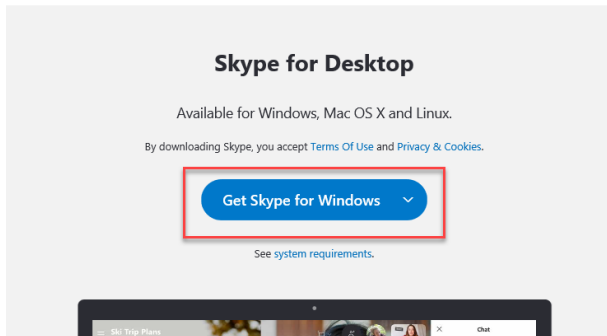 Skype for Desktop
Available for Windows, Mac OS X and Linux.
By downloading Skype, you accept Terms Of Use and Privacy & Cookies.
Get Skype for Windows
See system requirements.
Ski Trip Plans
Chat